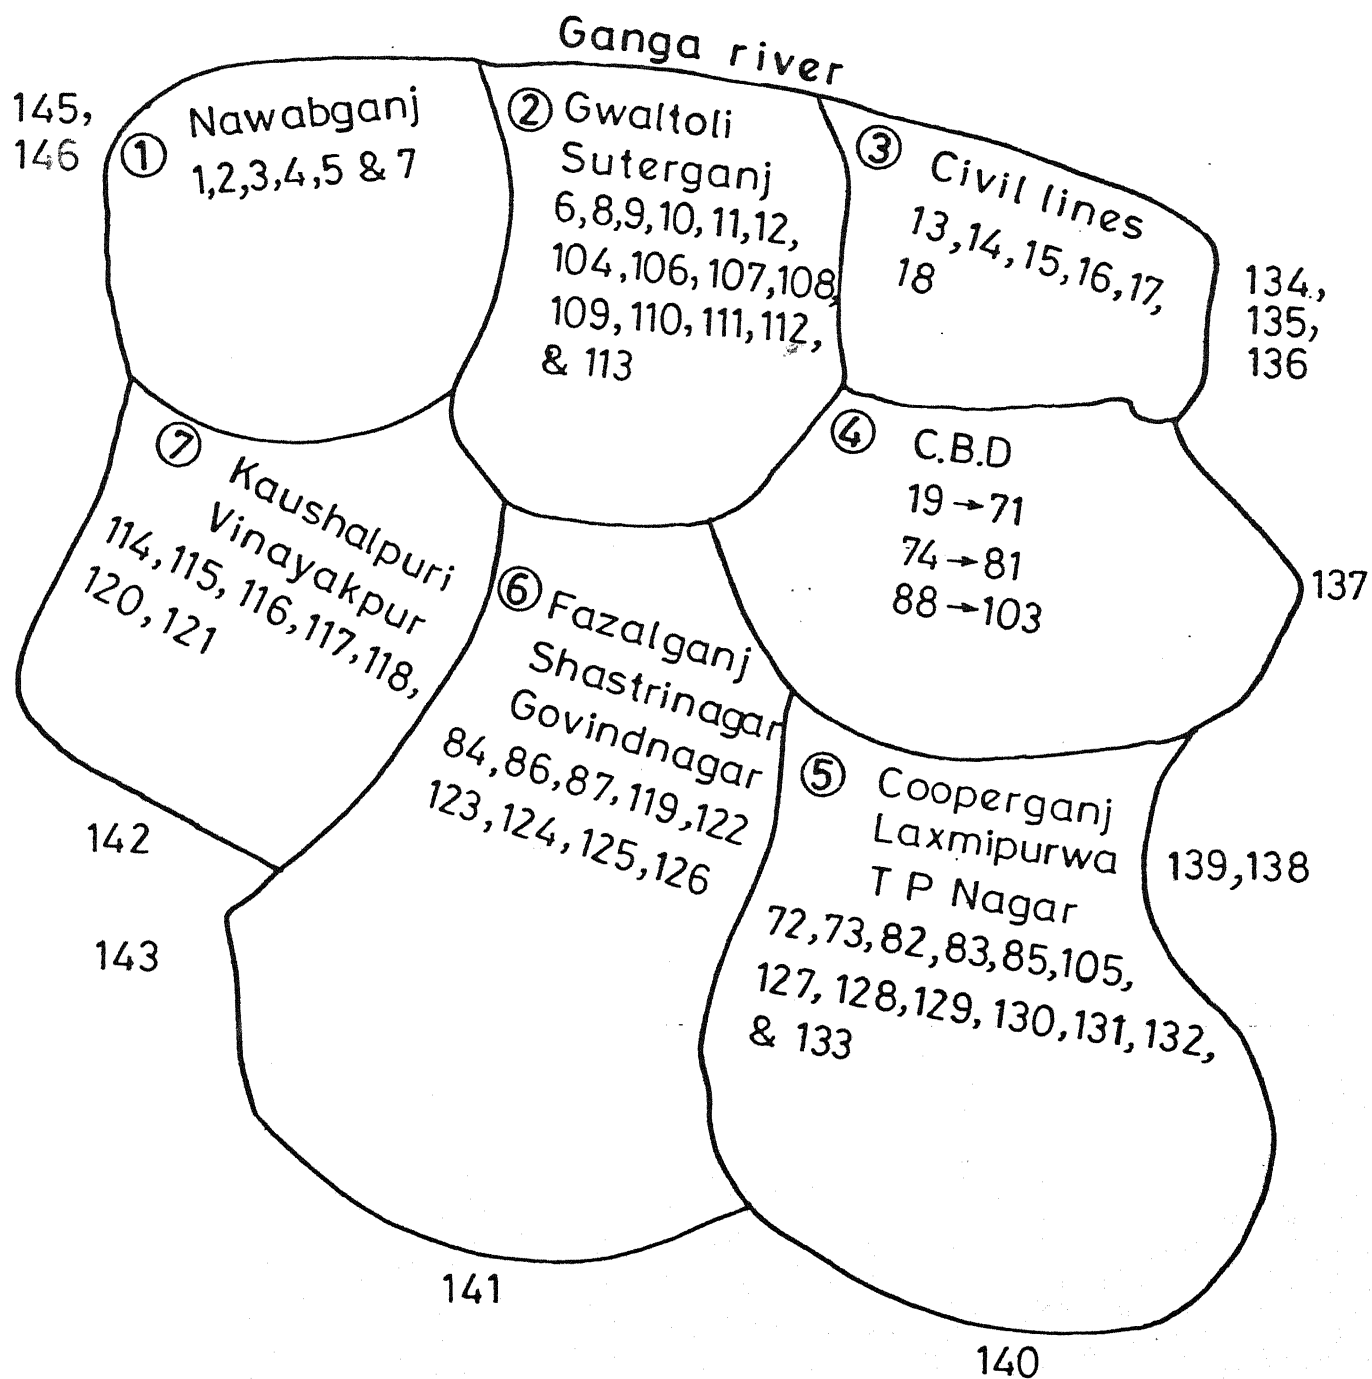 Ganga river
145,
146
① Nawabganj
1,2,3,4,5 & 7
② Gwaltoli
Suterganj
6,8,9,10,11,12,
104,106,107,108,
109,110,111,112,
& 113
③ Civil lines
13,14,15,16,17,
18
134,
135,
136
④ C.B.D
19→71
74→81
88→103
137
⑦ Kaushalpuri
Vinayakpur
114,115,116,117,118,
120,121
⑥ Fazalganj
Shastrinagar
Govindnagar
84,86,87,119,122
123,124,125,126
⑤ Cooperganj
Laxmipurwa
T P Nagar
72,73,82,83,85,105,
127,128,129,130,131,132,
& 133
139,138
142
143
141
140